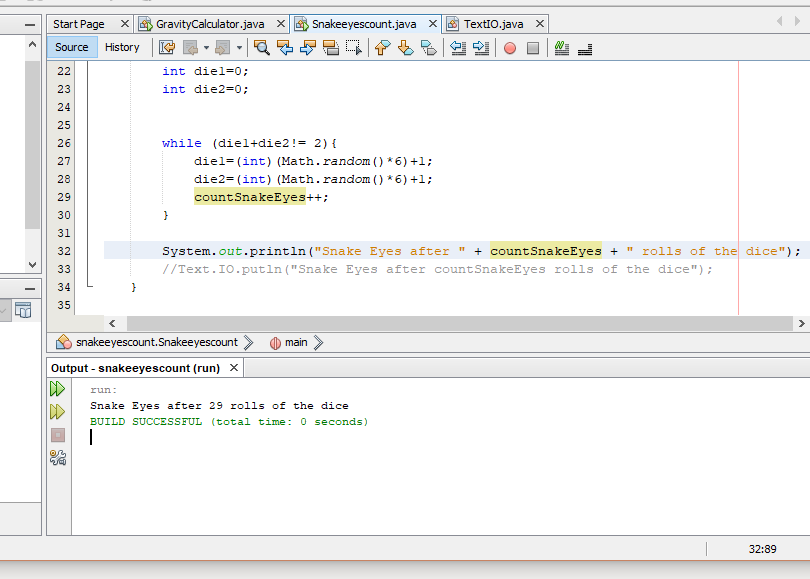 Start Page × GravityCalculator.java × Snakeeyescount.java × TextIO.java ×
Source History
22 int die1=0;
23 int die2=0;
24
25
26 while (die1+die2!= 2){
27 die1=(int)(Math.random()*6)+1;
28 die2=(int)(Math.random()*6)+1;
29 countSnakeEyes++;
30 }
31
32 System.out.println("Snake Eyes after " + countSnakeEyes + " rolls of the dice");
33 //Text.IO.putln("Snake Eyes after countSnakeEyes rolls of the dice");
34 }
35
snakeeyescount.Snakeeyescount main
Output - snakeeyescount (run) ×
run:
Snake Eyes after 29 rolls of the dice
BUILD SUCCESSFUL (total time: 0 seconds)
32:89